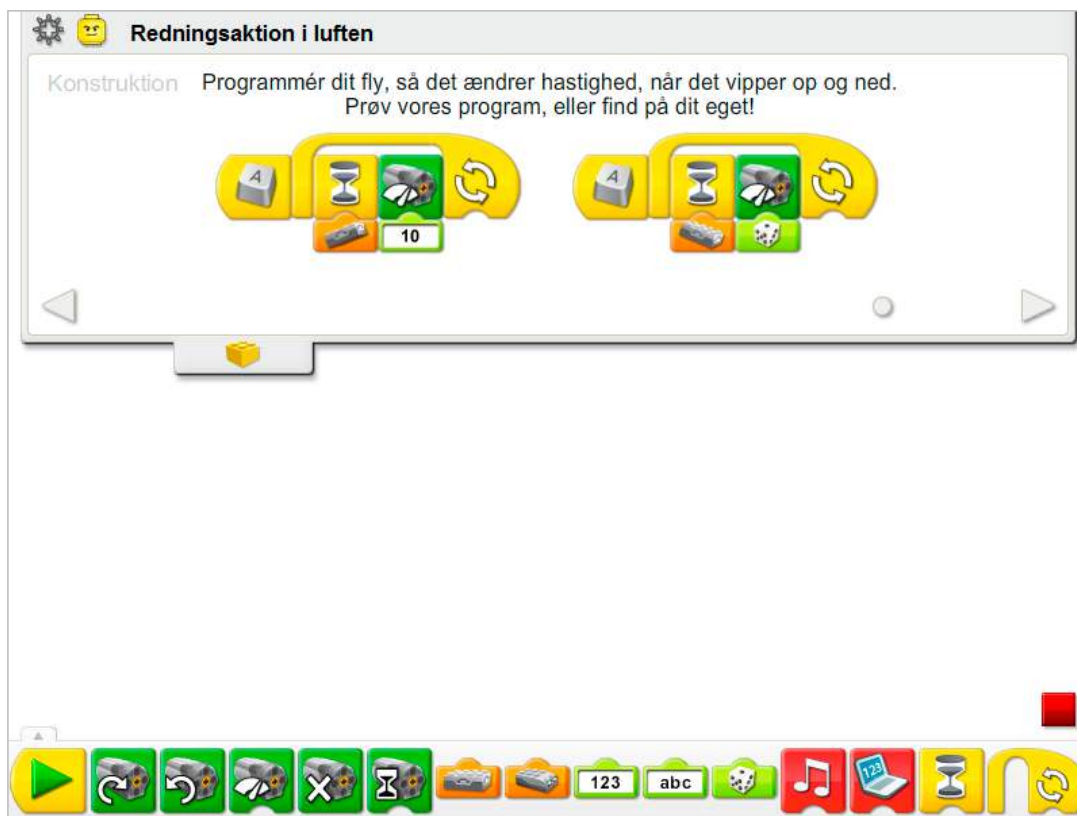 Redningsaktion i luften
Konstruktion
Programmér dit fly, så det ændrer hastighed, når det vipper op og ned.
Prøv vores program, eller find på dit eget!
A
A
10
123
abc
123